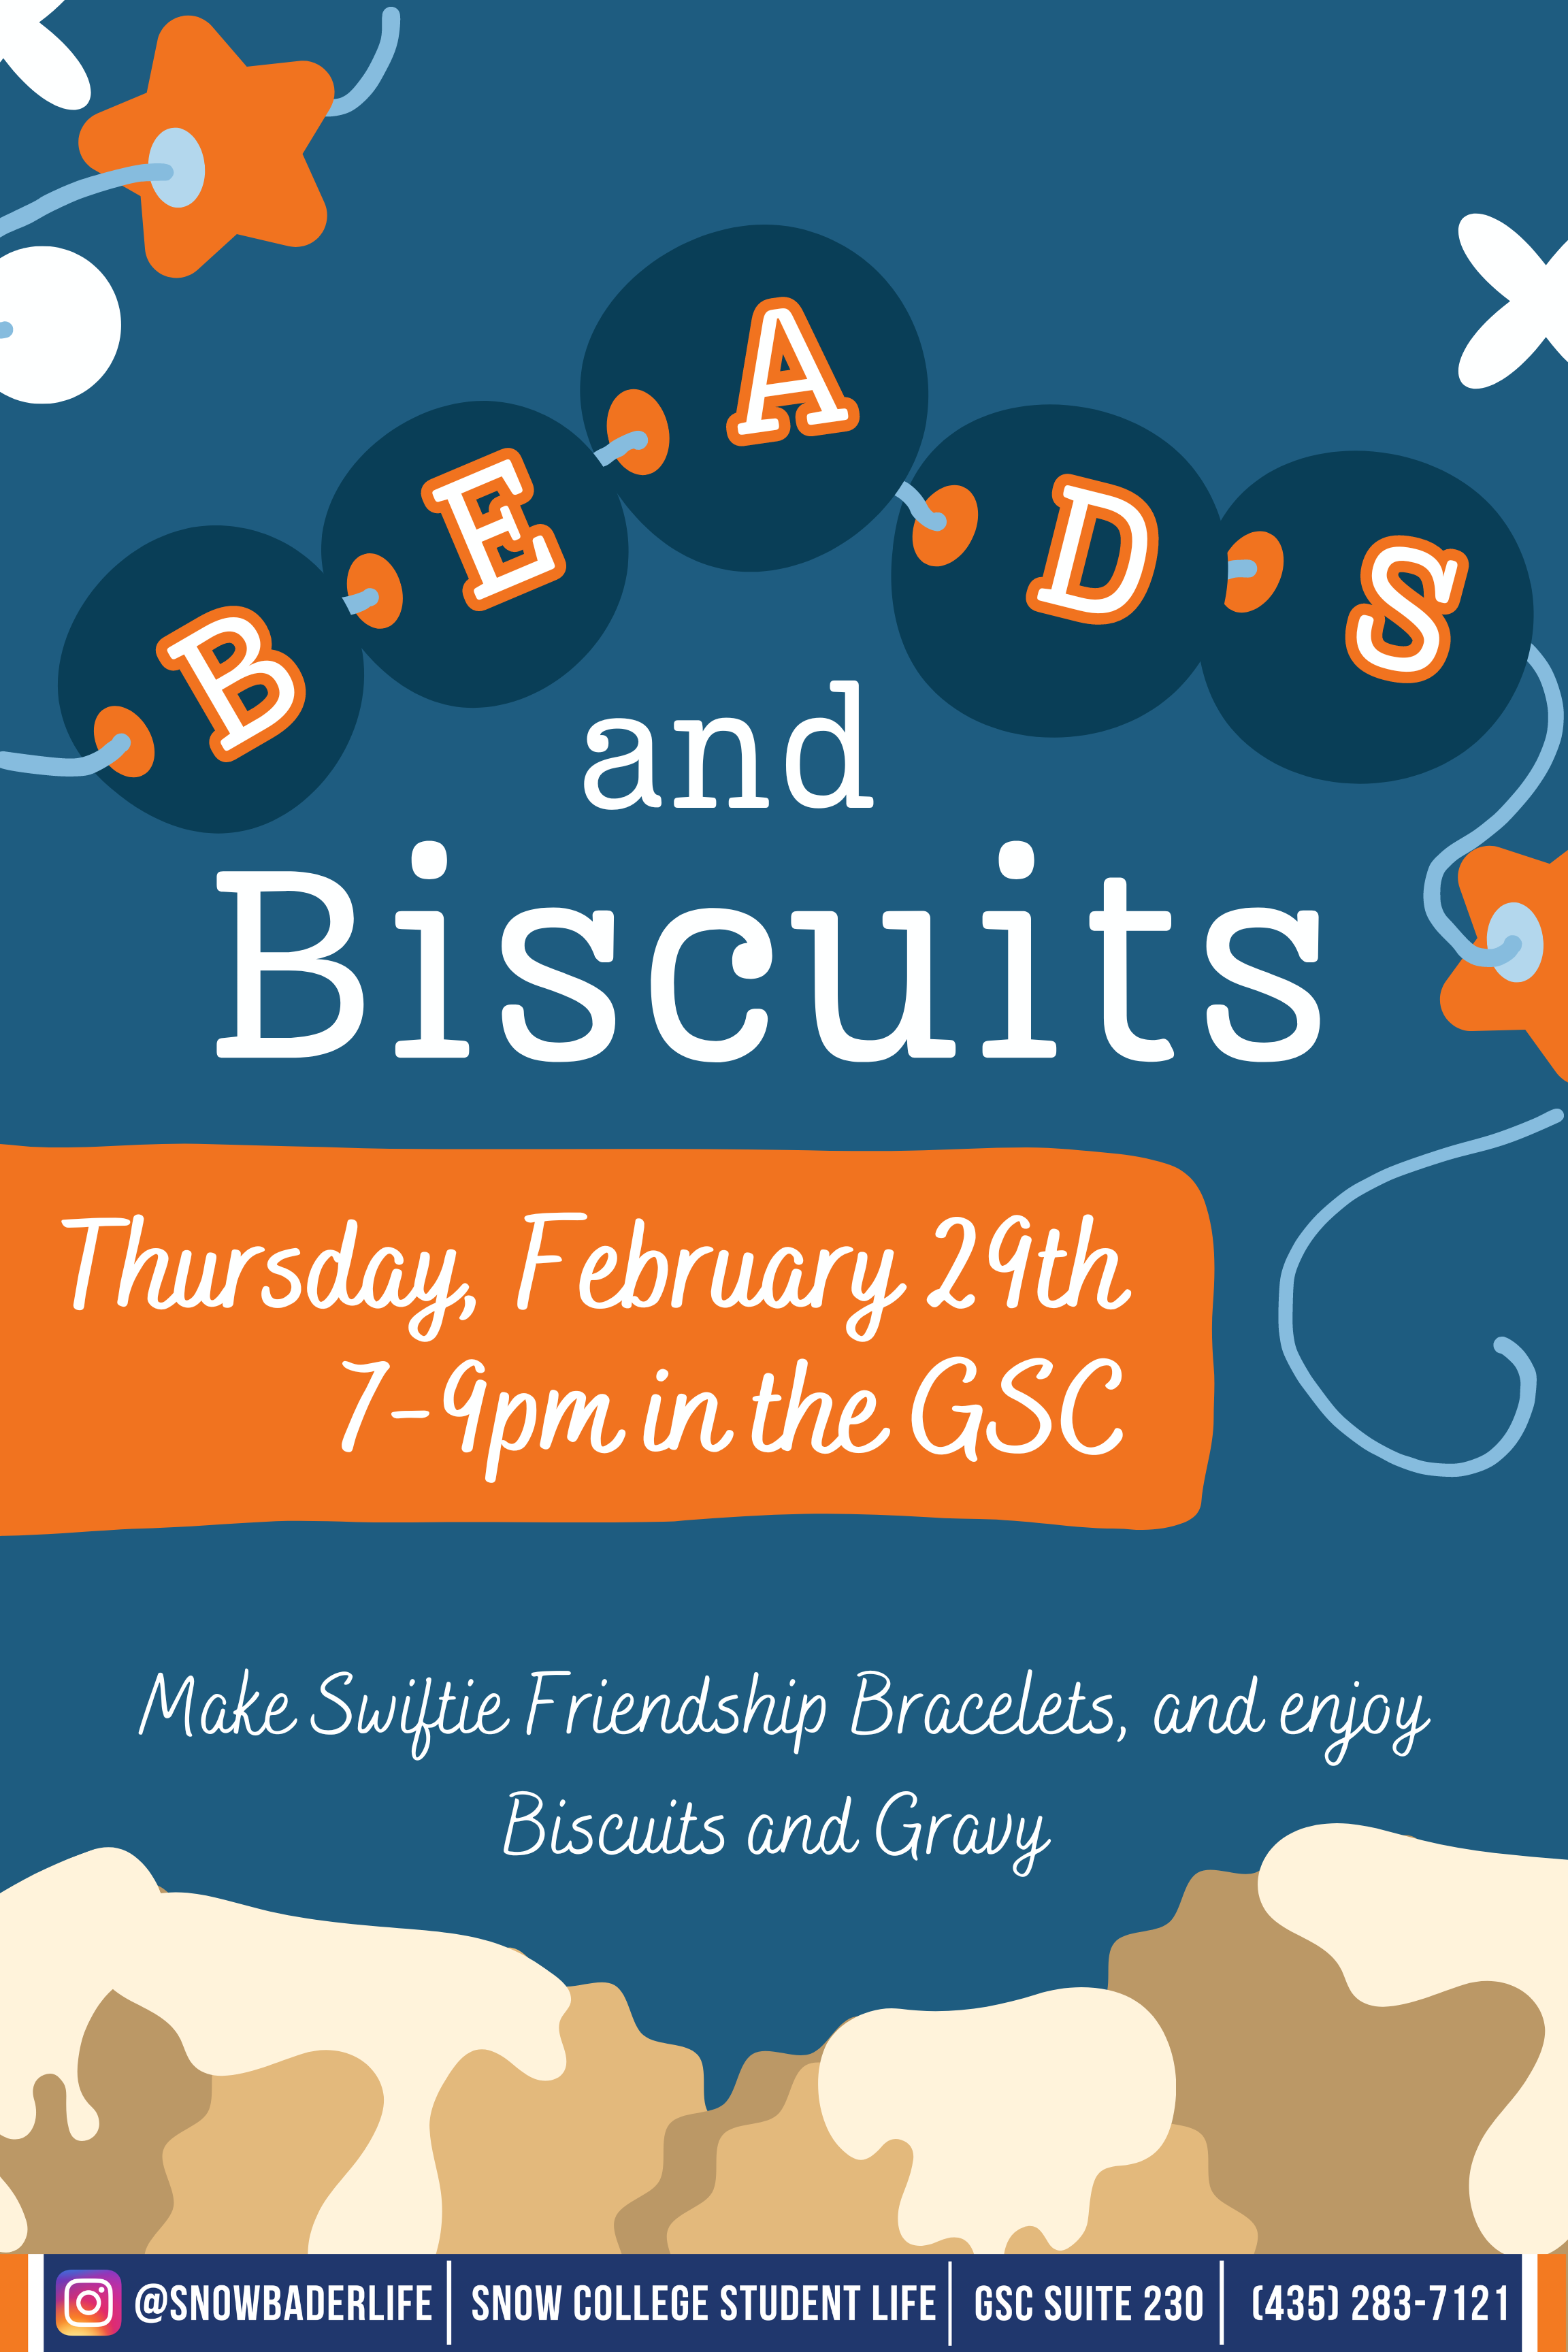 BEADS
and
Biscuits
Thursday, February 29th
7-9pm in the GSC
Make Swiftie Friendship Bracelets, and enjoy
Biscuits and Gravy
@SNOWBADERLIFE SNOW COLLEGE STUDENT LIFE GSC SUITE 230 (435) 283-7121